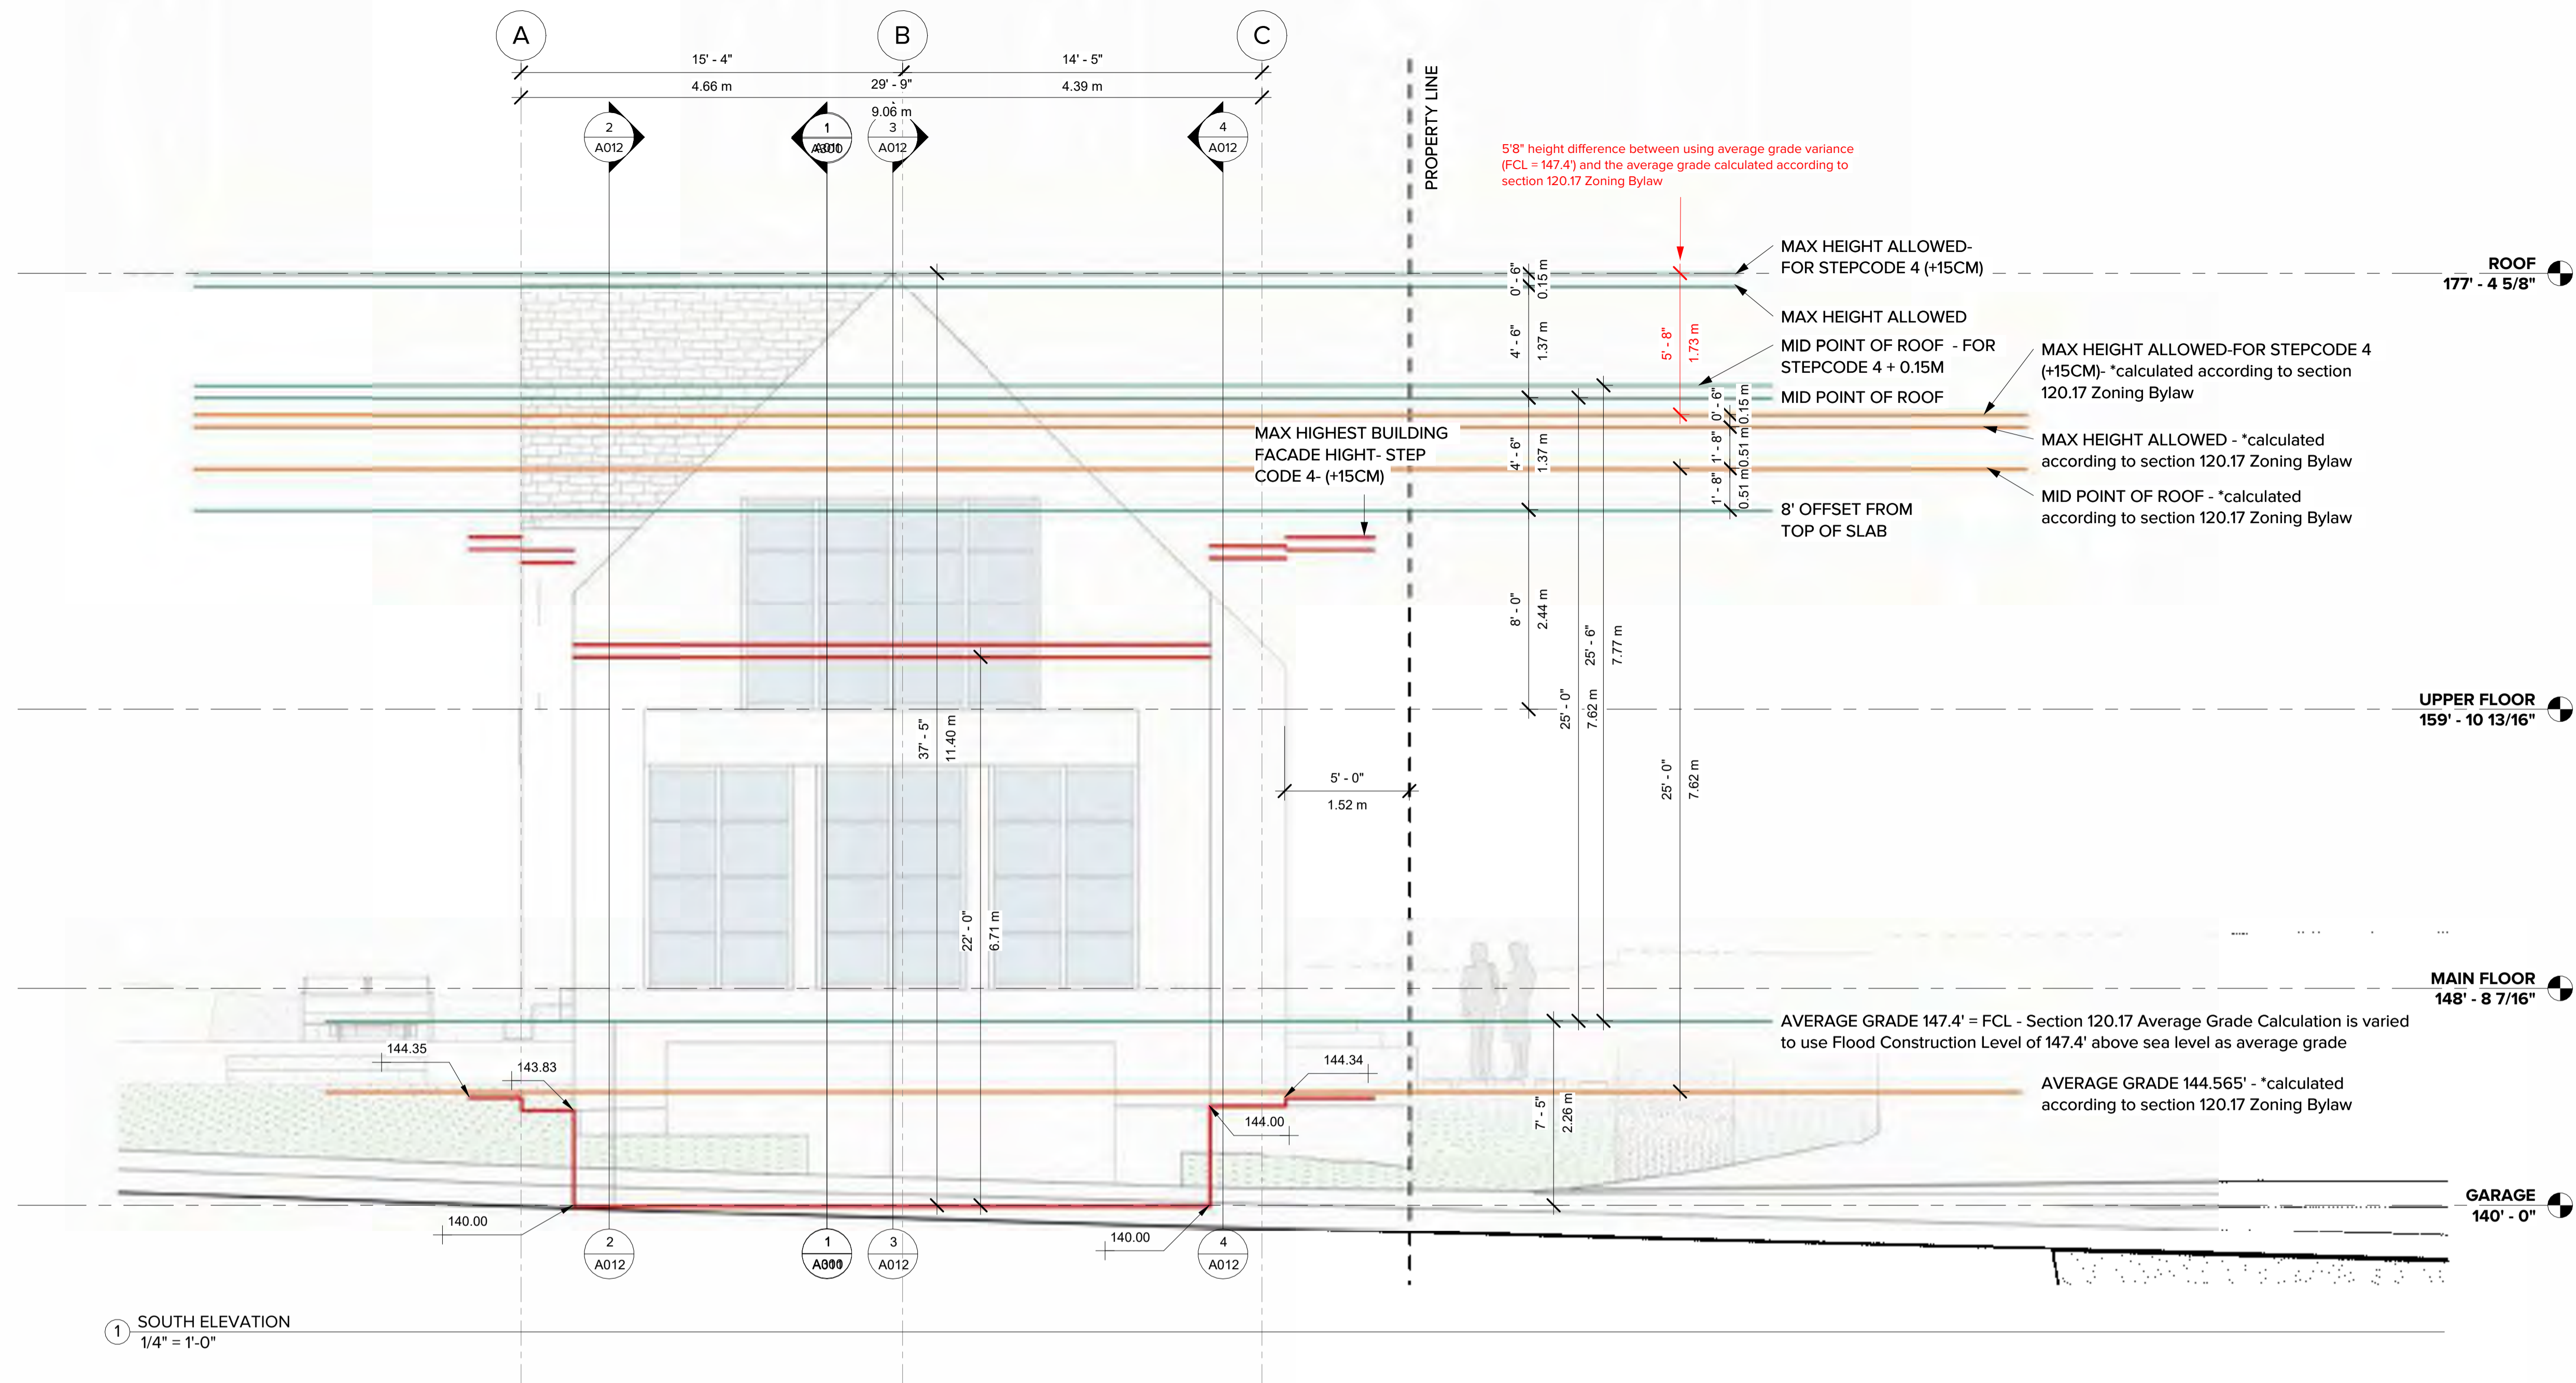 A
B
C
15' - 4"
14' - 5"
4.66 m
29' - 9"
4.39 m
9.06 m
2
A012
1
3
A012
4
A012
PROPERTY LINE
5'8" height difference between using average grade variance
(FCL = 147.4') and the average grade calculated according to
section 120.17 Zoning Bylaw
MAX HEIGHT ALLOWED-
FOR STEPCODE 4 (+15CM)
ROOF
177' - 4 5/8"
0' - 6"
0.15 m
MAX HEIGHT ALLOWED
4' - 6"
1.37 m
5' - 8"
1.73 m
MID POINT OF ROOF - FOR
STEPCODE 4 + 0.15M
MAX HEIGHT ALLOWED-FOR STEPCODE 4
(+15CM)- *calculated according to section
120.17 Zoning Bylaw
MID POINT OF ROOF
0' - 6"
0.15 m
MAX HIGHEST BUILDING
FACADE HIGHT- STEP
CODE 4- (+15CM)
4' - 6"
1.37 m
1' - 8"
0.51 m
MAX HEIGHT ALLOWED - *calculated
according to section 120.17 Zoning Bylaw
1' - 8"
0.51 m
MID POINT OF ROOF - *calculated
according to section 120.17 Zoning Bylaw
8' OFFSET FROM
TOP OF SLAB
8' - 0"
2.44 m
25' - 6"
7.77 m
25' - 0"
7.62 m
UPPER FLOOR
159' - 10 13/16"
37' - 5"
11.40 m
5' - 0"
1.52 m
25' - 0"
7.62 m
22' - 0"
6.71 m
MAIN FLOOR
148' - 8 7/16"
AVERAGE GRADE 147.4' = FCL - Section 120.17 Average Grade Calculation is varied
to use Flood Construction Level of 147.4' above sea level as average grade
144.35
143.83
144.34
AVERAGE GRADE 144.565' - *calculated
according to section 120.17 Zoning Bylaw
7' - 5"
2.26 m
144.00
GARAGE
140' - 0"
140.00
140.00
2
A012
1
3
A012
4
A012
1
SOUTH ELEVATION
1/4" = 1'-0"